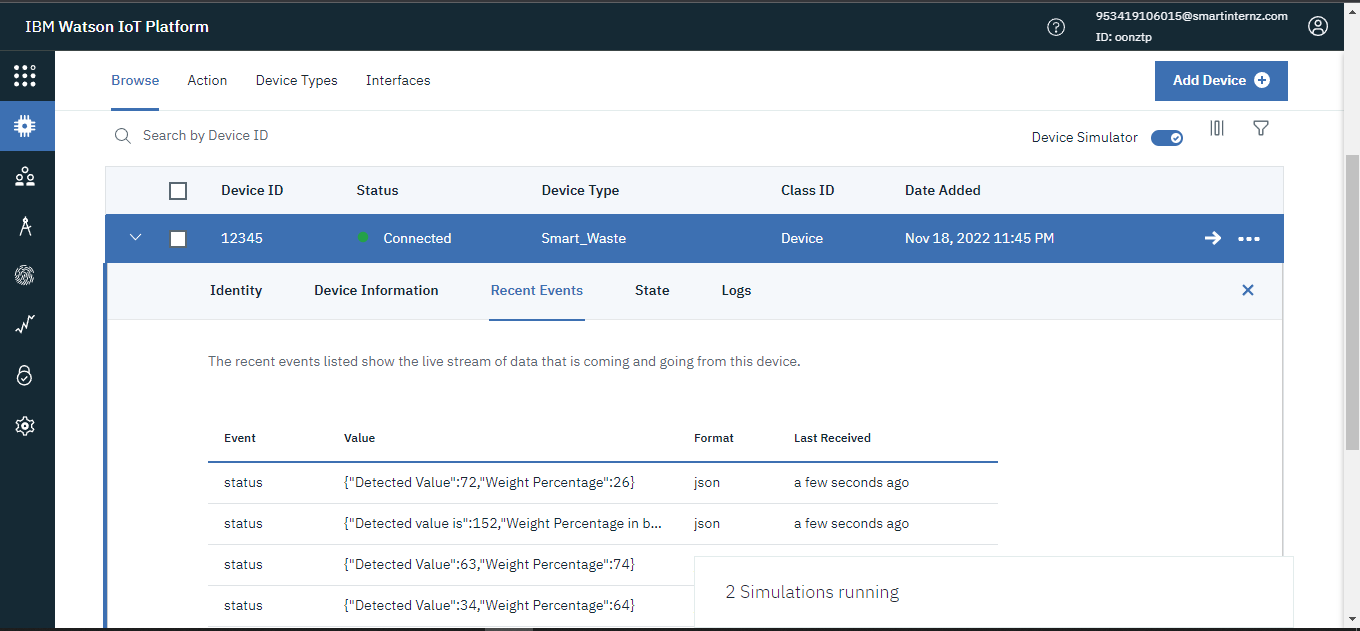 IBM Watson IoT Platform
953419106015@smartinternz.com
ID: oonztp
Browse Action Device Types Interfaces
Add Device
Search by Device ID
Device Simulator
Device ID Status Device Type Class ID Date Added
12345 Connected Smart_Waste Device Nov 18, 2022 11:45 PM
Identity Device Information Recent Events State Logs
The recent events listed show the live stream of data that is coming and going from this device.
Event Value Format Last Received
status {"Detected Value":72,"Weight Percentage":26} json a few seconds ago
status {"Detected value is":152,"Weight Percentage in b... json a few seconds ago
status {"Detected Value":63,"Weight Percentage":74}
status {"Detected Value":34,"Weight Percentage":64}
2 Simulations running